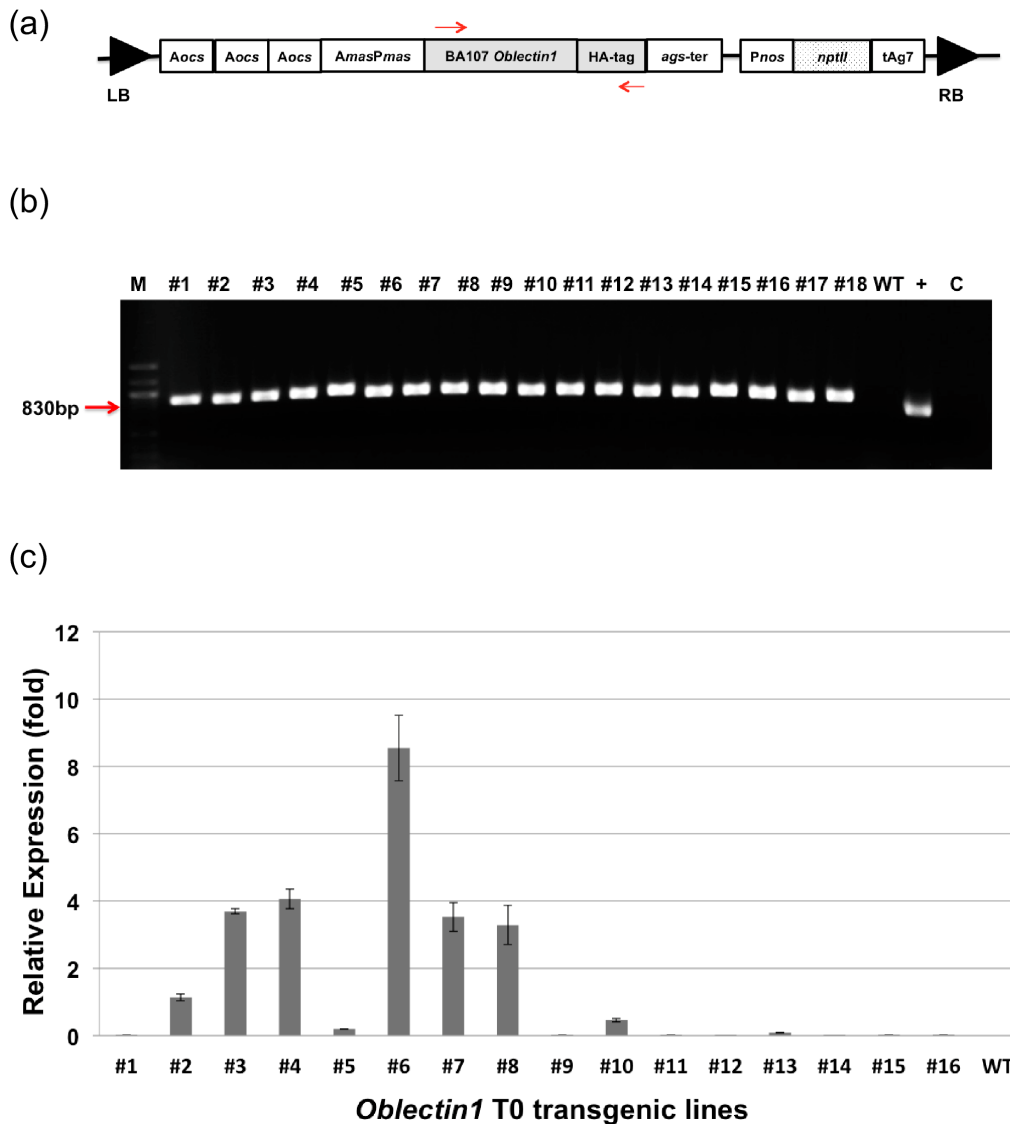 (a)
Aocs Aocs Aocs AmasPmas BA107 Oblectin1 HA-tag ags-ter Pnos nptII tAg7
LB RB
(b)
M #1 #2 #3 #4 #5 #6 #7 #8 #9 #10 #11 #12 #13 #14 #15 #16 #17 #18 WT + C
830bp
(c)
Relative Expression (fold)
12
10
8
6
4
2
0
#1 #2 #3 #4 #5 #6 #7 #8 #9 #10 #11 #12 #13 #14 #15 #16 WT
Oblectin1 T0 transgenic lines